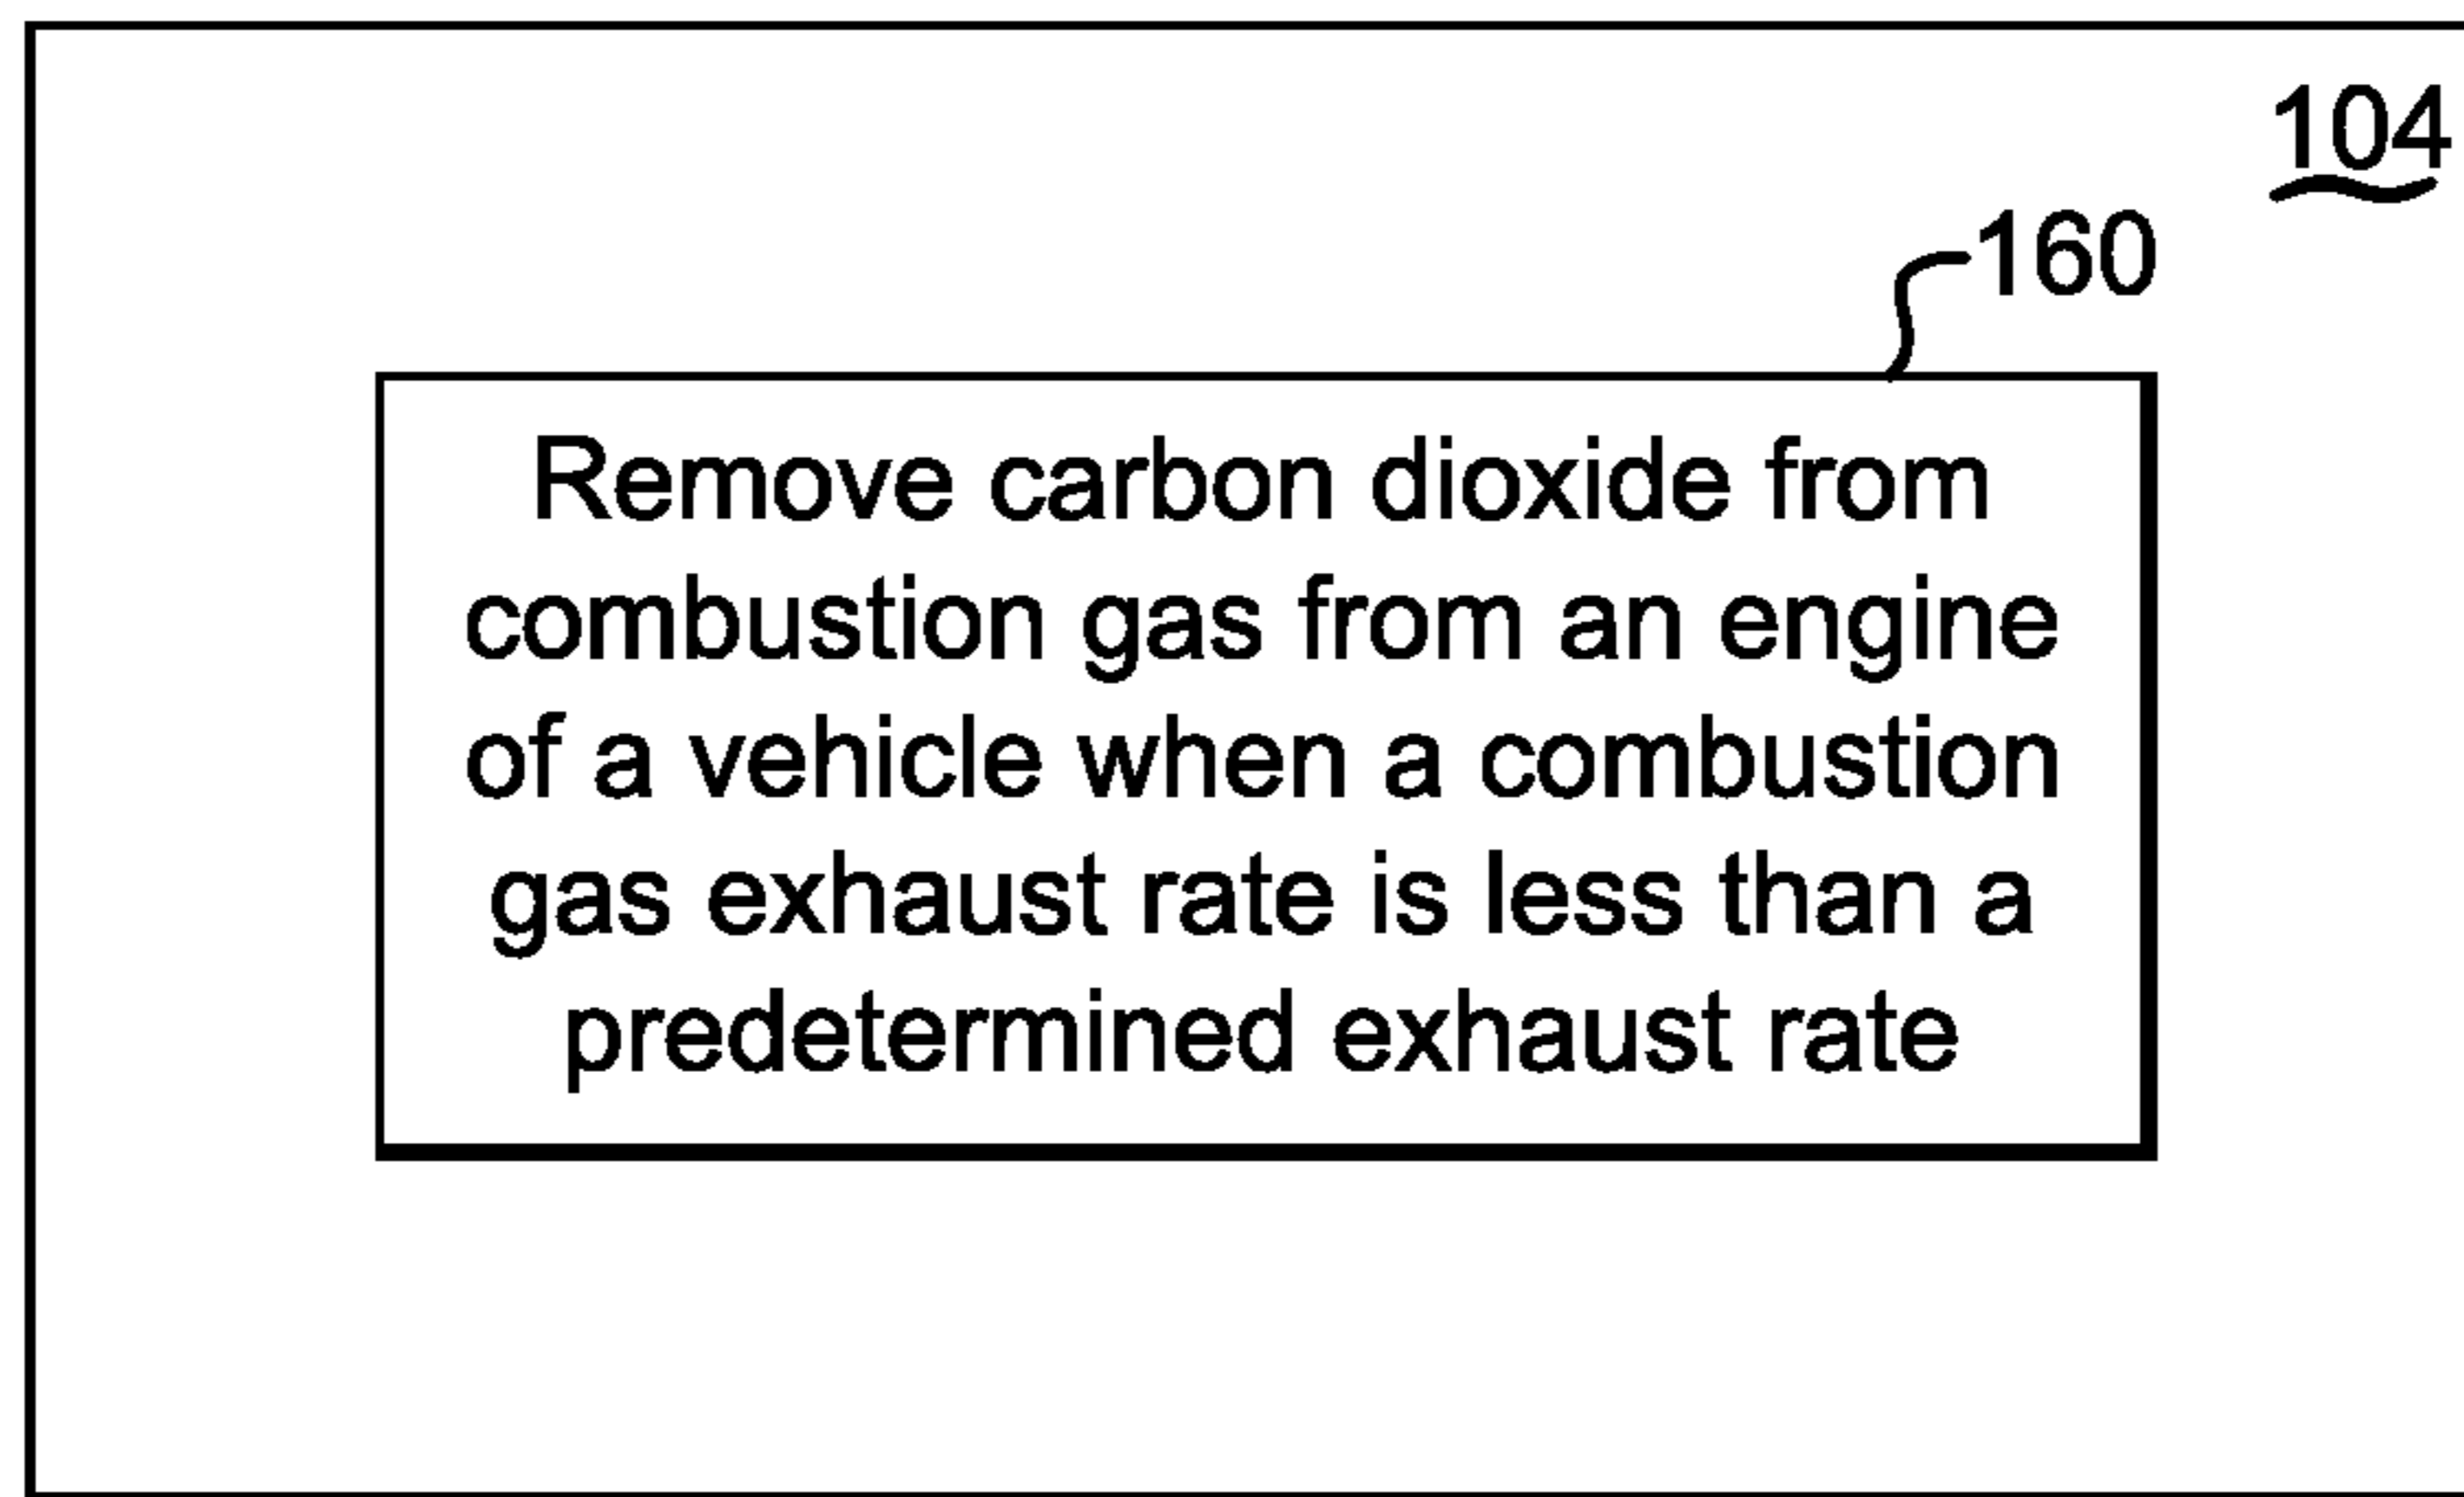 104
160
Remove carbon dioxide from
combustion gas from an engine
of a vehicle when a combustion
gas exhaust rate is less than a
predetermined exhaust rate